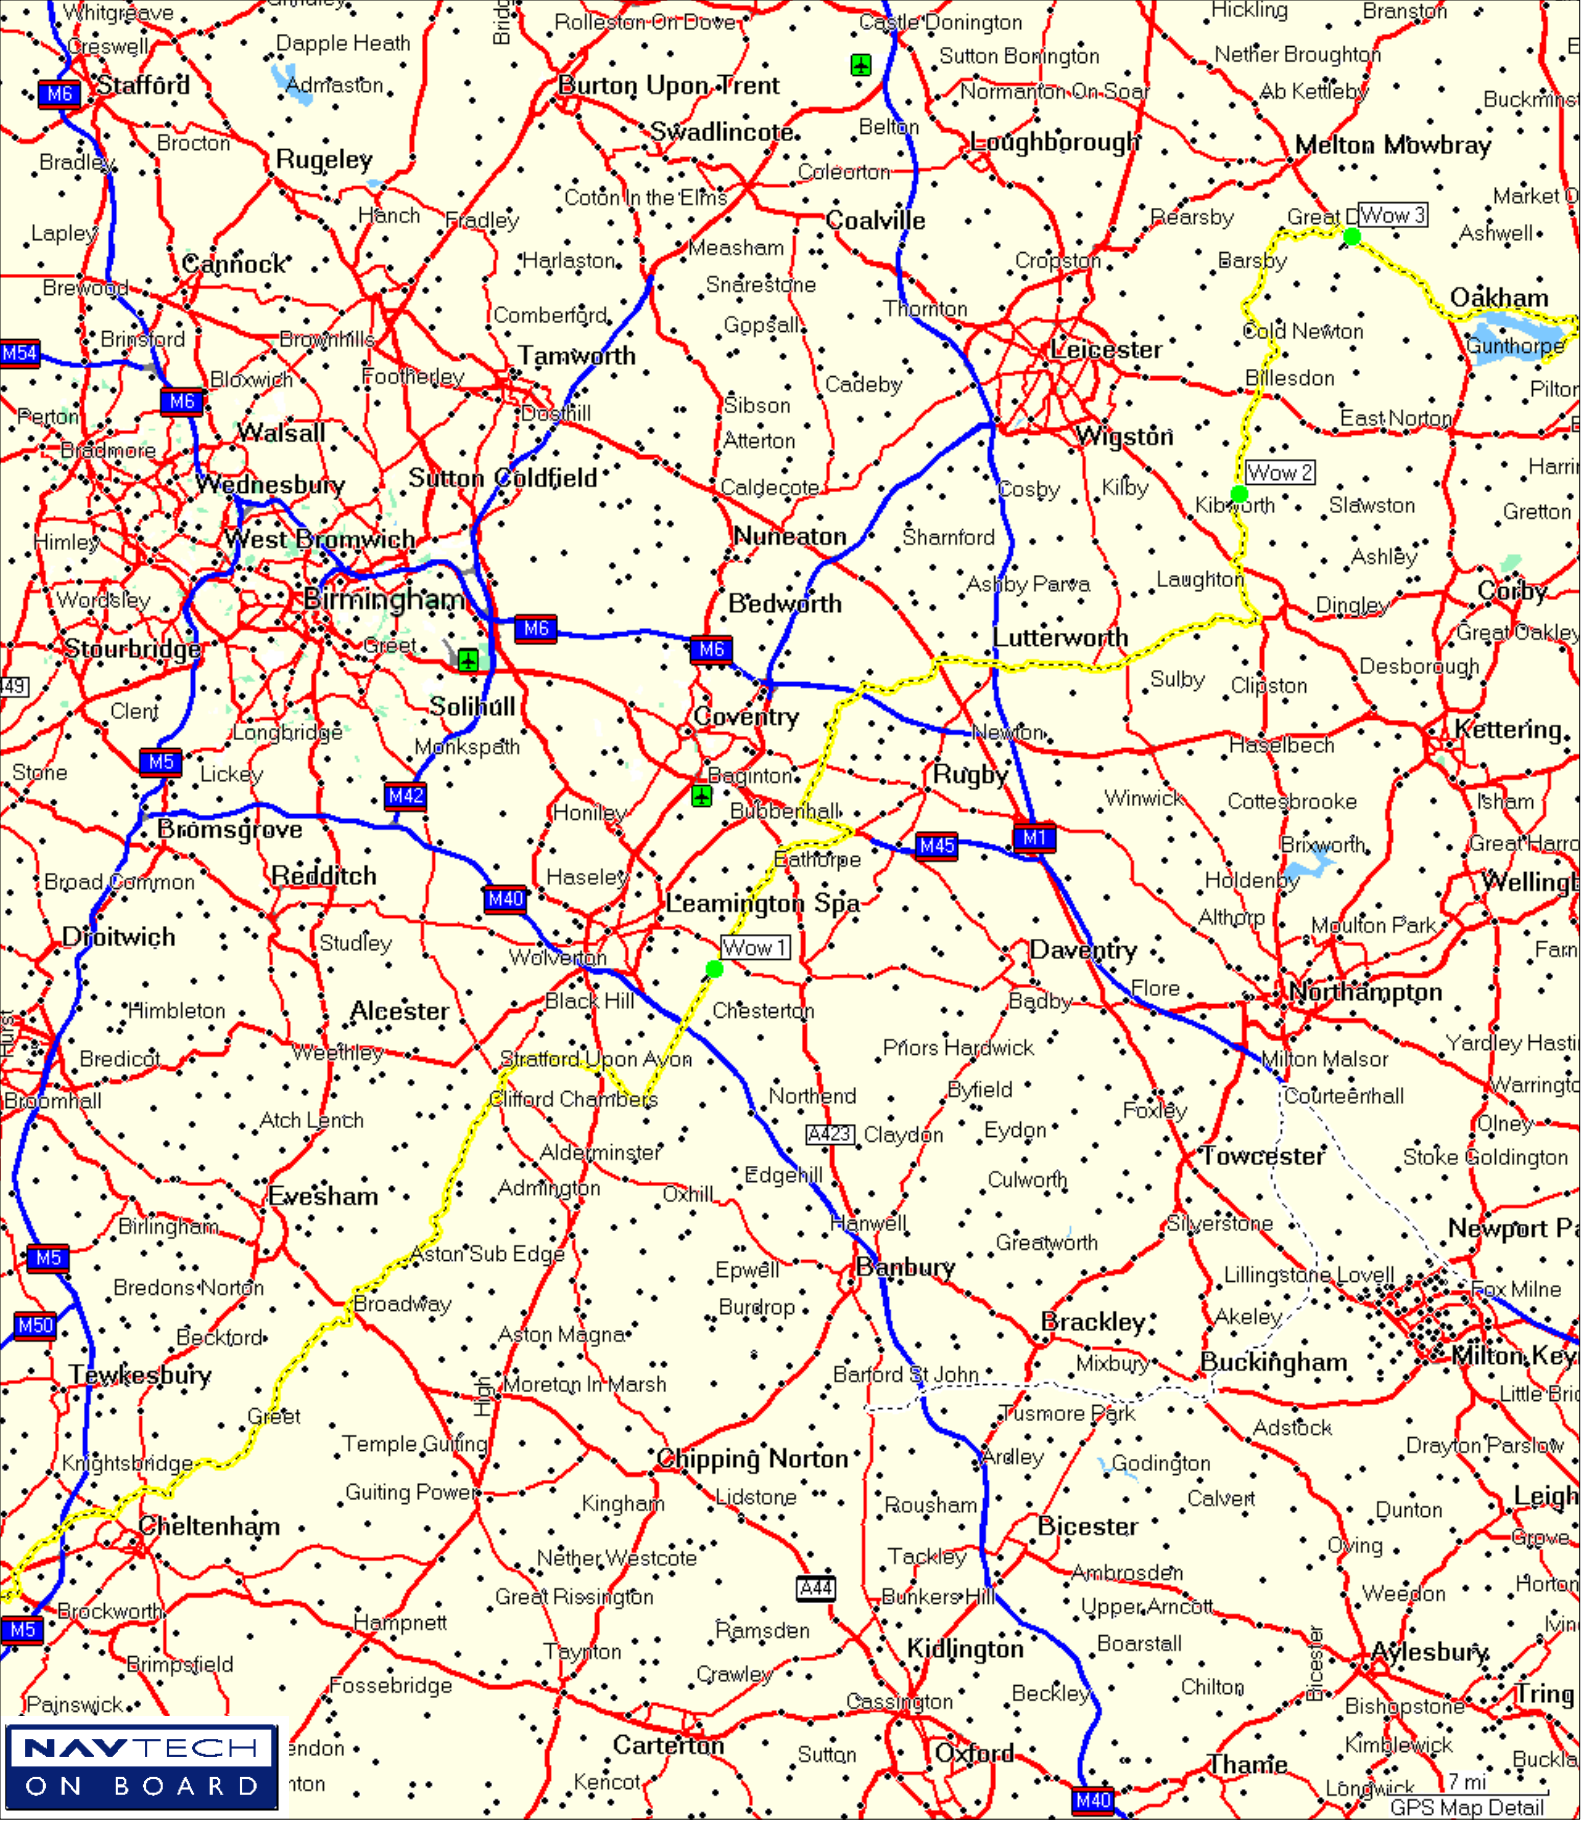 Whitgreave
Rolleston On Dove
Castle Donington
Hickling
Branston
Creswell
Dapple Heath
Sutton Bonington
Nether Broughton
M6
Stafford
Admaston
Burton Upon Trent
Normanton On Soar
Ab Kettleby
Brocton
Swadlincote
Belton
Loughborough
Melton Mowbray
Bradley
Rugeley
Coleorton
Coton In the Elms
Hanch
Fradley
Coalville
Rearsby
Great D
Wow 3
Lapley
Ashwell
Measham
Cannock
Harlaston
Cropston
Barsby
Brewood
Snarestone
Oakham
Comberford
Thornton
Gopsall
Cold Newton
Brinsford
Brownhills
Gunthorpe
M54
Tamworth
Leicester
Bloxwich
Footherley
Cadeby
Billesdon
Pilton
M6
Sibson
Perton
Dosthill
East Norton
Walsall
Atterton
Wigston
Bradmore
Wednesbury
Sutton Coldfield
Wow 2
Caldecote
Cosby
Kilby
Kibworth
Slawston
Gretton
Himley
West Bromwich
Nuneaton
Sharnford
Ashley
Laughton
Ashby Parva
Corby
Wordsley
Birmingham
Bedworth
Dingley
M6
M6
Lutterworth
Great Oakley
Stourbridge
Greet
Desborough
Sulby
Clipston
Clent
Solihull
Coventry
Longbridge
Newton
Kettering
Monkspath
Haselbech
M5
Stone
Lickey
Baginton
Rugby
M42
Winwick
Cottesbrooke
Isham
Honiley
Bubbenhall
Bromsgrove
M45
M1
Brixworth
Great Harro
Eathorpe
Broad Common
Redditch
Haseley
Holdenby
M40
Leamington Spa
Althorp
Moulton Park
Droitwich
Studley
Wow 1
Daventry
Wolverton
Flore
Black Hill
Badby
Northampton
Himbleton
Alcester
Chesterton
Hurst
Bredicot
Weethley
Stratford Upon Avon
Priors Hardwick
Milton Malsor
Broomhall
Clifford Chambers
Northend
Byfield
Courteenhall
Atch Lench
Foxley
A423
Claydon
Eydon
Olney
Alderminster
Towcester
Stoke Goldington
Edgehill
Evesham
Admington
Oxhill
Culworth
Birlingham
Hanwell
Silverstone
M5
Aston Sub Edge
Greatworth
Epwell
Banbury
Lillingstone Lovell
Bredons Norton
Fox Milne
M50
Broadway
Burdrop
Brackley
Akeley
Beckford
Aston Magna
Mixbury
Buckingham
Tewkesbury
Barford St John
High
Moreton In Marsh
Greet
Tusmore Park
Adstock
Temple Guiting
Chipping Norton
Ardley
Drayton Parslow
Knightsbridge
Godington
Guiting Power
Kingham
Lidstone
Rousham
Calvert
Dunton
Cheltenham
Bicester
Grove
Nether Westcote
Tackley
Oving
A44
Ambrosden
Great Rissington
Bunkers Hill
Weedon
Horton
Brockworth
Upper Arncott
M5
Hampnett
Ramsden
Kidlington
Boarstall
Bicester
Aylesbury
Taynton
Brimpsfield
Crawley
Fossebridge
Cassington
Beckley
Chilton
Tring
Painswick
Bishopstone
Carterton
Sutton
Oxford
Kimblewick
Thame
Kencot
Longwick
M40
7 mi
GPS Map Detail
NAVTECH
ON BOARD